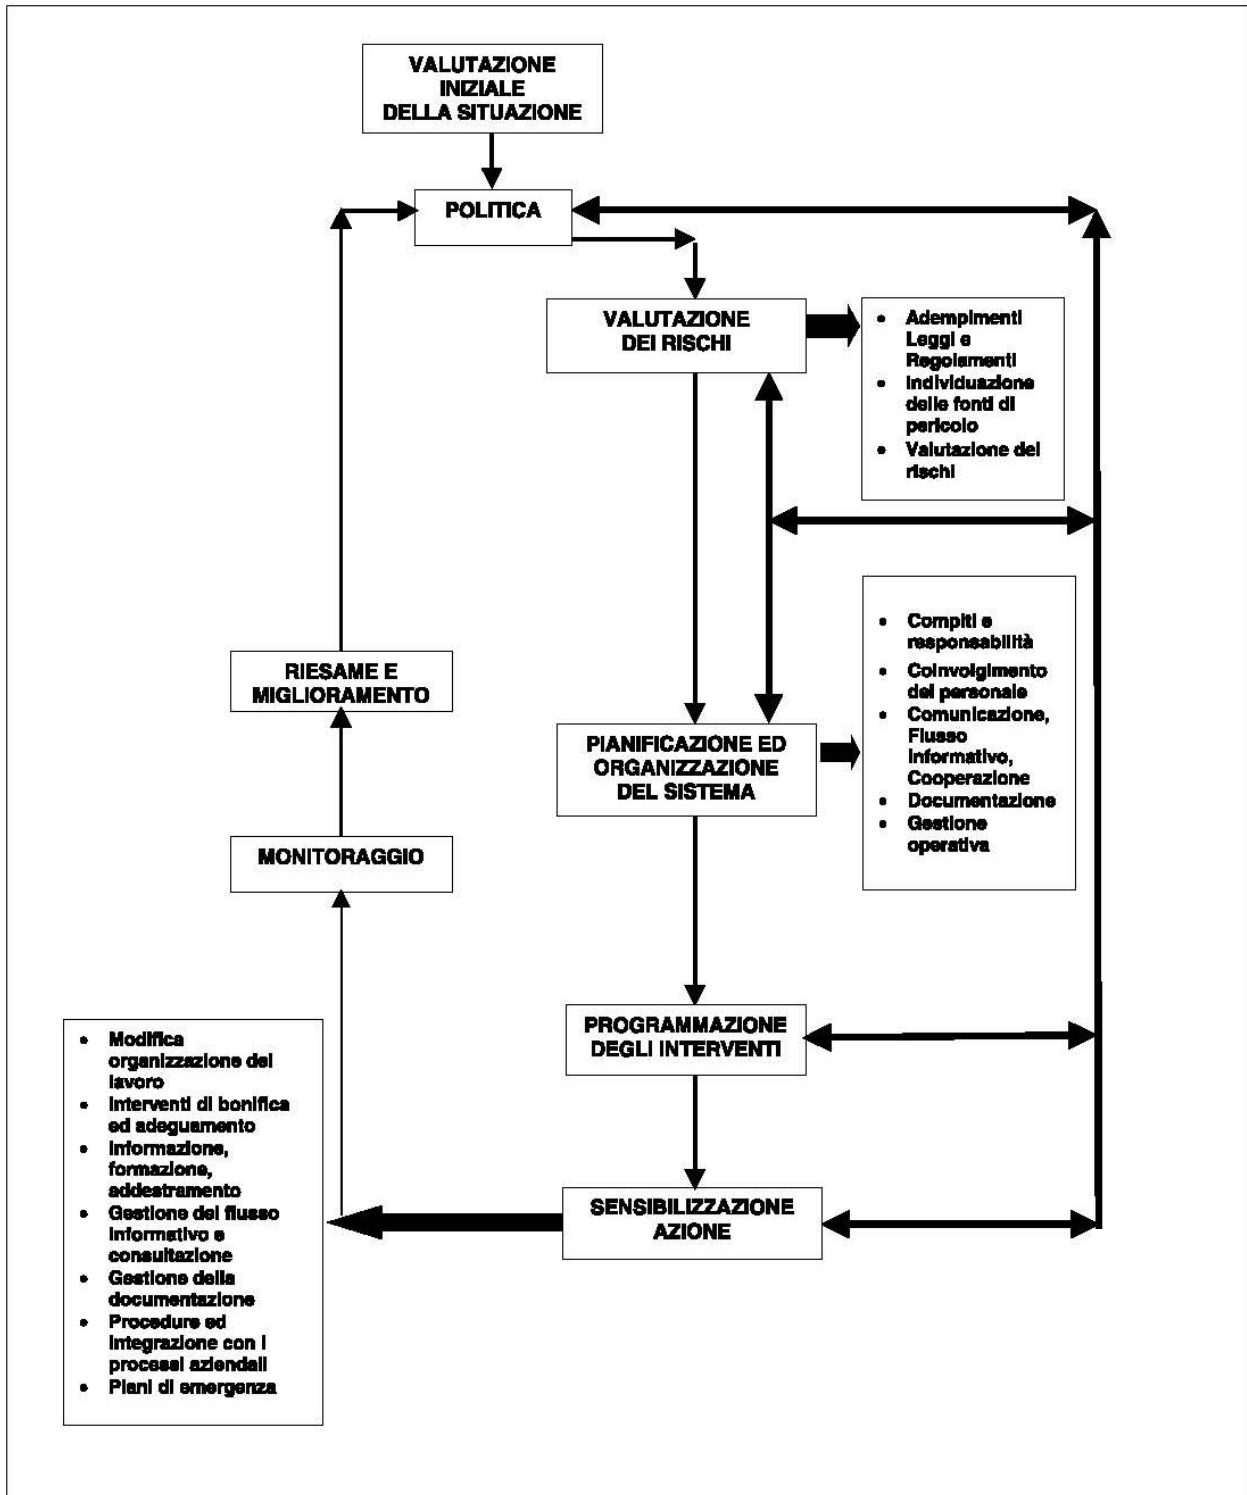 VALUTAZIONE
INIZIALE
DELLA SITUAZIONE
POLITICA
VALUTAZIONE
DEI RISCHI
• Adempimenti
Leggi e
Regolamenti
• Individuazione
delle fonti di
pericolo
• Valutazione dei
rischi
• Compiti e
responsabilità
• Coinvolgimento
del personale
• Comunicazione,
Flusso
Informativo,
Cooperazione
• Documentazione
• Gestione
operativa
RIESAME E
MIGLIORAMENTO
PIANIFICAZIONE ED
ORGANIZZAZIONE
DEL SISTEMA
MONITORAGGIO
PROGRAMMAZIONE
DEGLI INTERVENTI
SENSIBILIZZAZIONE
AZIONE
• Modifica
organizzazione del
lavoro
• Interventi di bonifica
ed adeguamento
• Informazione,
formazione,
addestramento
• Gestione del flusso
informativo e
consultazione
• Gestione della
documentazione
• Procedure ed
integrazione con i
processi aziendali
• Piani di emergenza